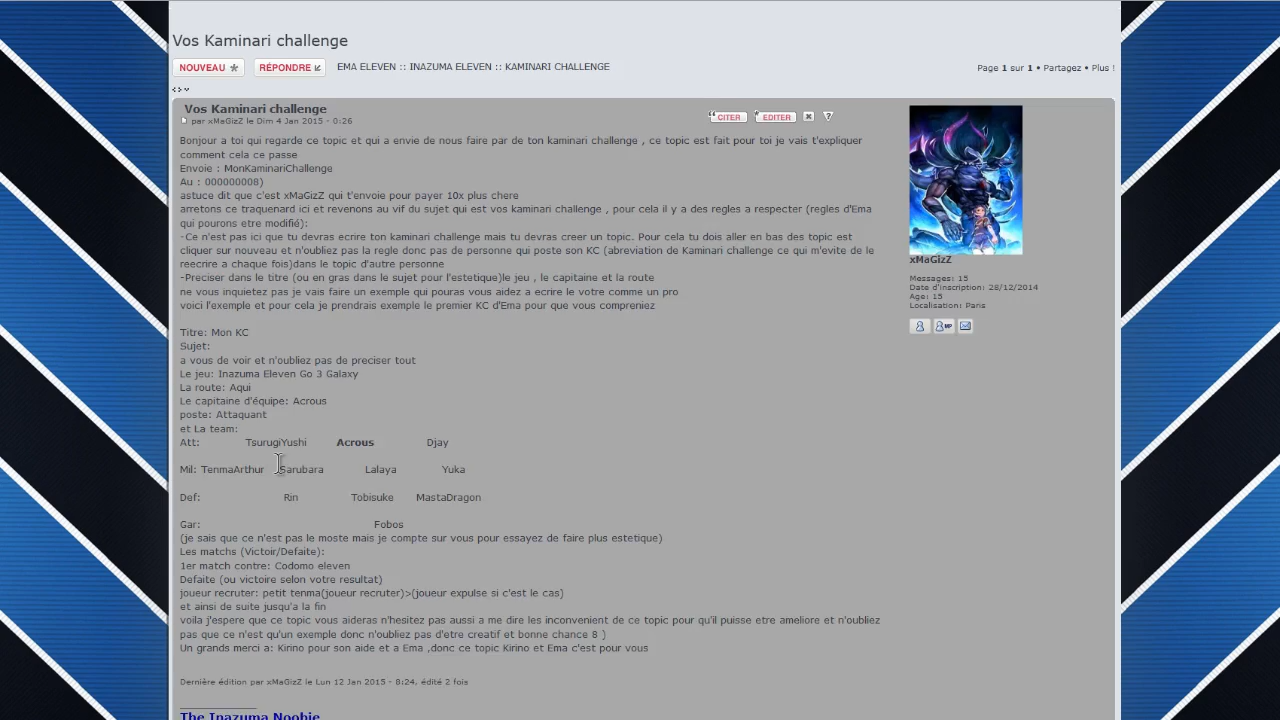 Vos Kaminari challenge
NOUVEAU RÉPONDRE EMA ELEVEN :: INAZUMA ELEVEN :: KAMINARI CHALLENGE Page 1 sur 1 • Partagez • Plus !
Vos Kaminari challenge
par xMaGizZ le Dim 4 Jan 2015 - 0:26
CITER EDITER
Bonjour a toi qui regarde ce topic et qui a envie de nous faire par de ton kaminari challenge , ce topic est fait pour toi je vais t'expliquer
comment cela ce passe
Envoie : MonKaminariChallenge
Au : 000000008)
astuce dit que c'est xMaGizZ qui t'envoie pour payer 10x plus chere
arretons ce traquenard ici et revenons au vif du sujet qui est vos kaminari challenge , pour cela il y a des regles a respecter (regles d'Ema
qui pourons etre modifié):
-Ce n'est pas ici que tu devras ecrire ton kaminari challenge mais tu devras creer un topic. Pour cela tu dois aller en bas des topic est
cliquer sur nouveau et n'oubliez pas la regle donc pas de personne qui poste son KC (abreviation de Kaminari challenge ce qui m'evite de le
reecrire a chaque fois)dans le topic d'autre personne
-Preciser dans le titre (ou en gras dans le sujet pour l'estetique)le jeu , le capitaine et la route
ne vous inquietez pas je vais faire un exemple qui pouras vous aidez a ecrire le votre comme un pro
voici l'exemple et pour cela je prendrais exemple le premier KC d'Ema pour que vous compreniez
Titre: Mon KC
Sujet:
a vous de voir et n'oubliez pas de preciser tout
Le jeu: Inazuma Eleven Go 3 Galaxy
La route: Aqui
Le capitaine d'équipe: Acrous
poste: Attaquant
et La team:
Att: TsurugiYushi Acrous Djay
Mil: TenmaArthur Sarubara Lalaya Yuka
Def: Rin Tobisuke MastaDragon
Gar: Fobos
(je sais que ce n'est pas le moste mais je compte sur vous pour essayez de faire plus estetique)
Les matchs (Victoir/Defaite):
1er match contre: Codomo eleven
Defaite (ou victoire selon votre resultat)
joueur recruter: petit tenma(joueur recruter)>(joueur expulse si c'est le cas)
et ainsi de suite jusqu'a la fin
voila j'espere que ce topic vous aideras n'hesitez pas aussi a me dire les inconvenient de ce topic pour qu'il puisse etre ameliore et n'oubliez
pas que ce n'est qu'un exemple donc n'oubliez pas d'etre creatif et bonne chance 8 )
Un grands merci a: Kirino pour son aide et a Ema ,donc ce topic Kirino et Ema c'est pour vous
Dernière édition par xMaGizZ le Lun 12 Jan 2015 - 8:24, édité 2 fois
The Inazuma Noobie
xMaGizZ
Messages: 15
Date d'inscription: 28/12/2014
Age: 15
Localisation: Paris
MP